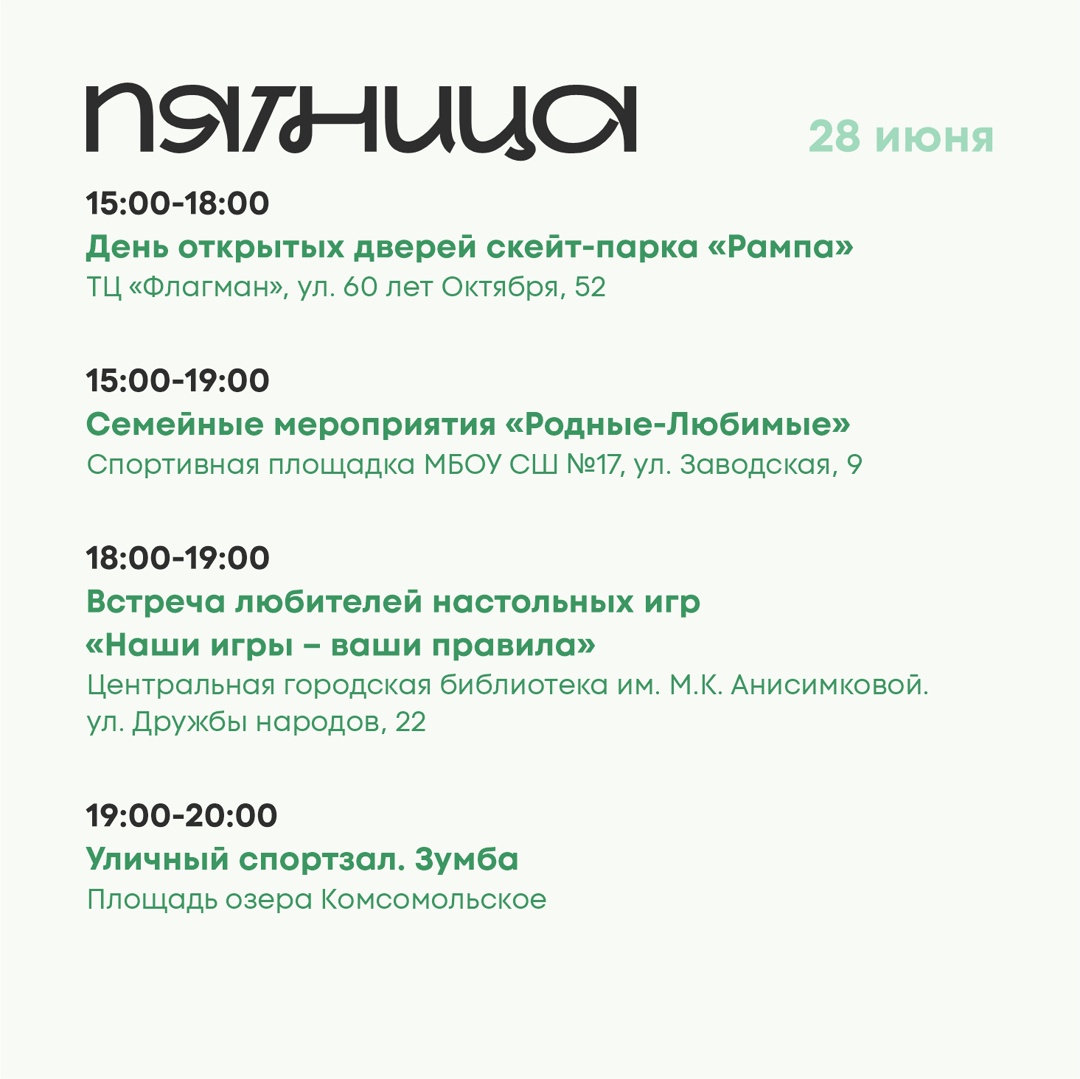 пятница
28 июня
15:00-18:00
День открытых дверей скейт-парка «Рампа»
ТЦ «Флагман», ул. 60 лет Октября, 52
15:00-19:00
Семейные мероприятия «Родные-Любимые»
Спортивная площадка МБОУ СШ №17, ул. Заводская, 9
18:00-19:00
Встреча любителей настольных игр
«Наши игры – ваши правила»
Центральная городская библиотека им. М.К. Анисимковой.
ул. Дружбы народов, 22
19:00-20:00
Уличный спортзал. Зумба
Площадь озера Комсомольское